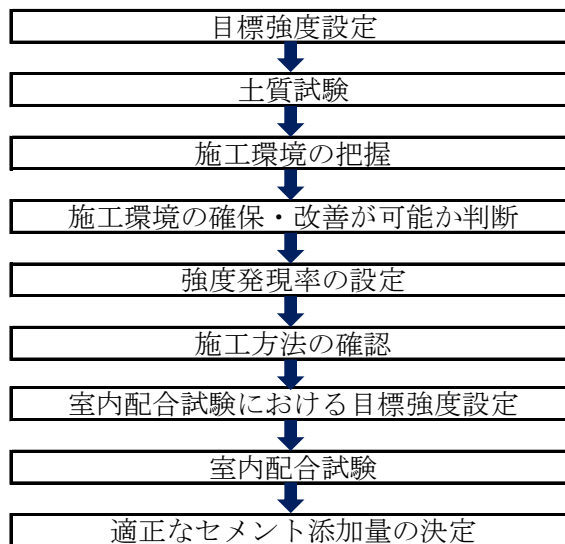 目標強度設定
土質試験
施工環境の把握
施工環境の確保・改善が可能か判断
強度発現率の設定
施工方法の確認
室内配合試験における目標強度設定
室内配合試験
適正なセメント添加量の決定